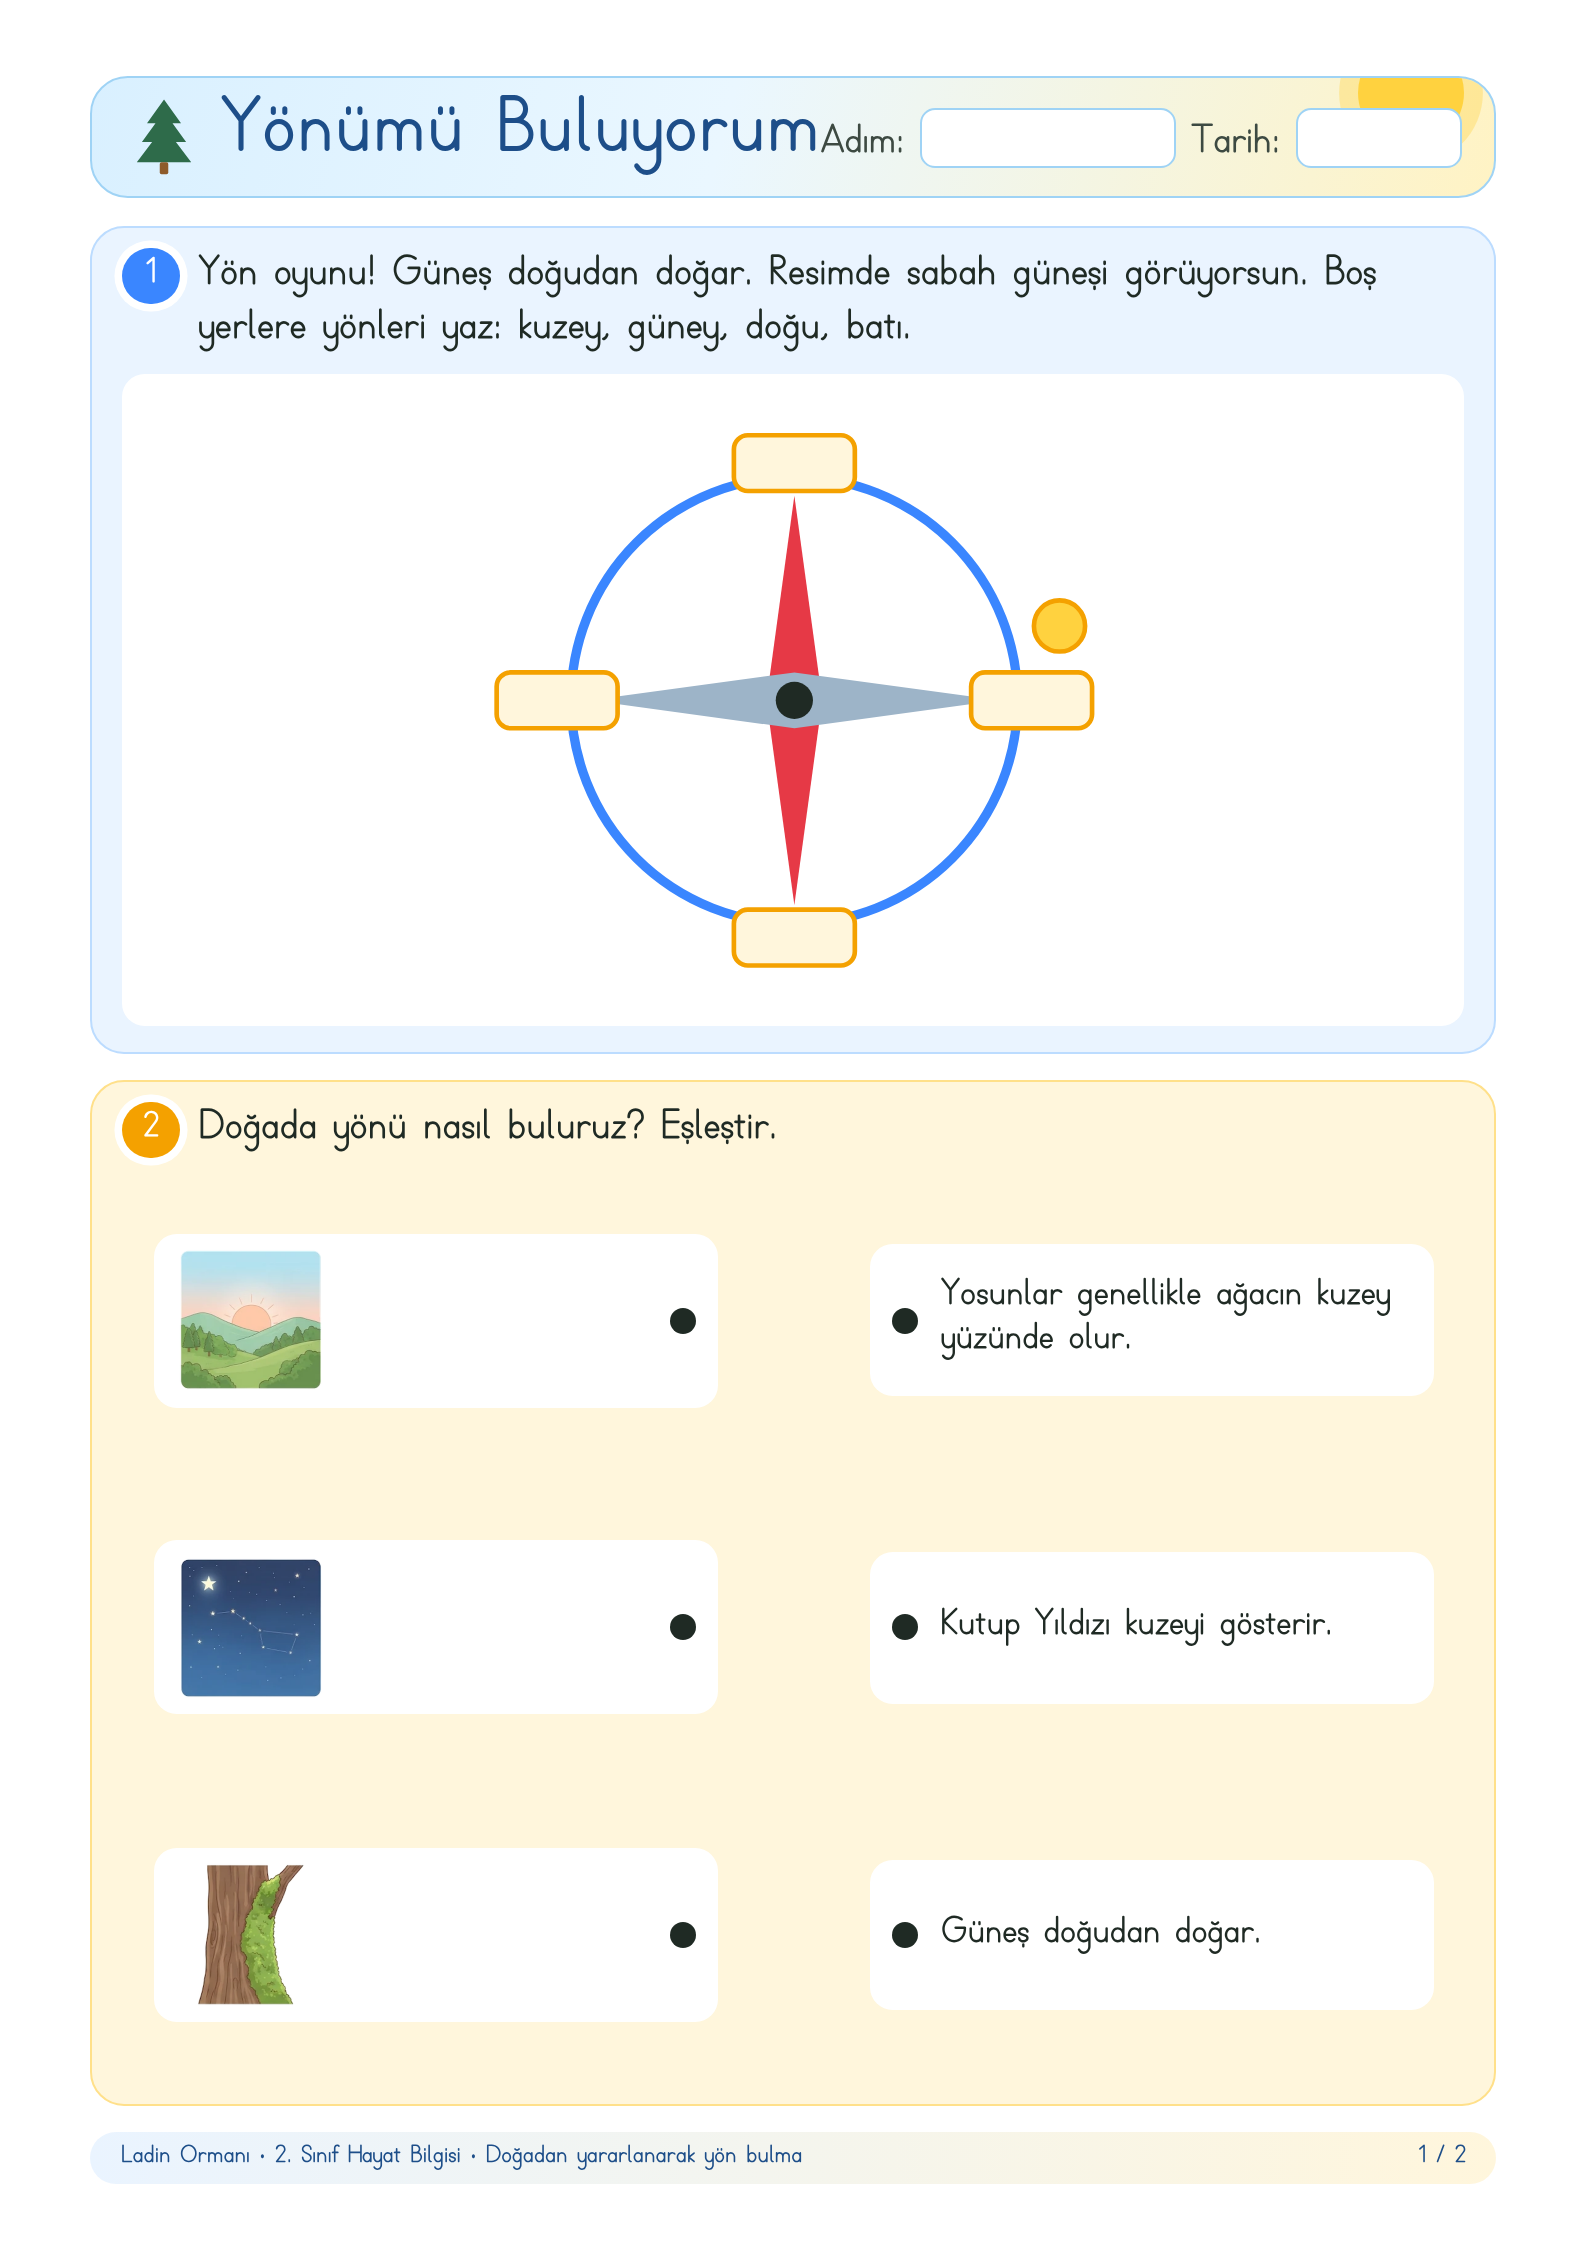 Yönümü Buluyorum
Adım:
Tarih:
1
Yön oyunu! Güneş doğudan doğar. Resimde sabah güneşi görüyorsun. Boş
yerlere yönleri yaz: kuzey, güney, doğu, batı.
2
Doğada yönü nasıl buluruz? Eşleştir.
Yosunlar genellikle ağacın kuzey
yüzünde olur.
Kutup Yıldızı kuzeyi gösterir.
Güneş doğudan doğar.
Ladin Ormanı • 2. Sınıf Hayat Bilgisi • Doğadan yararlanarak yön bulma
1 / 2